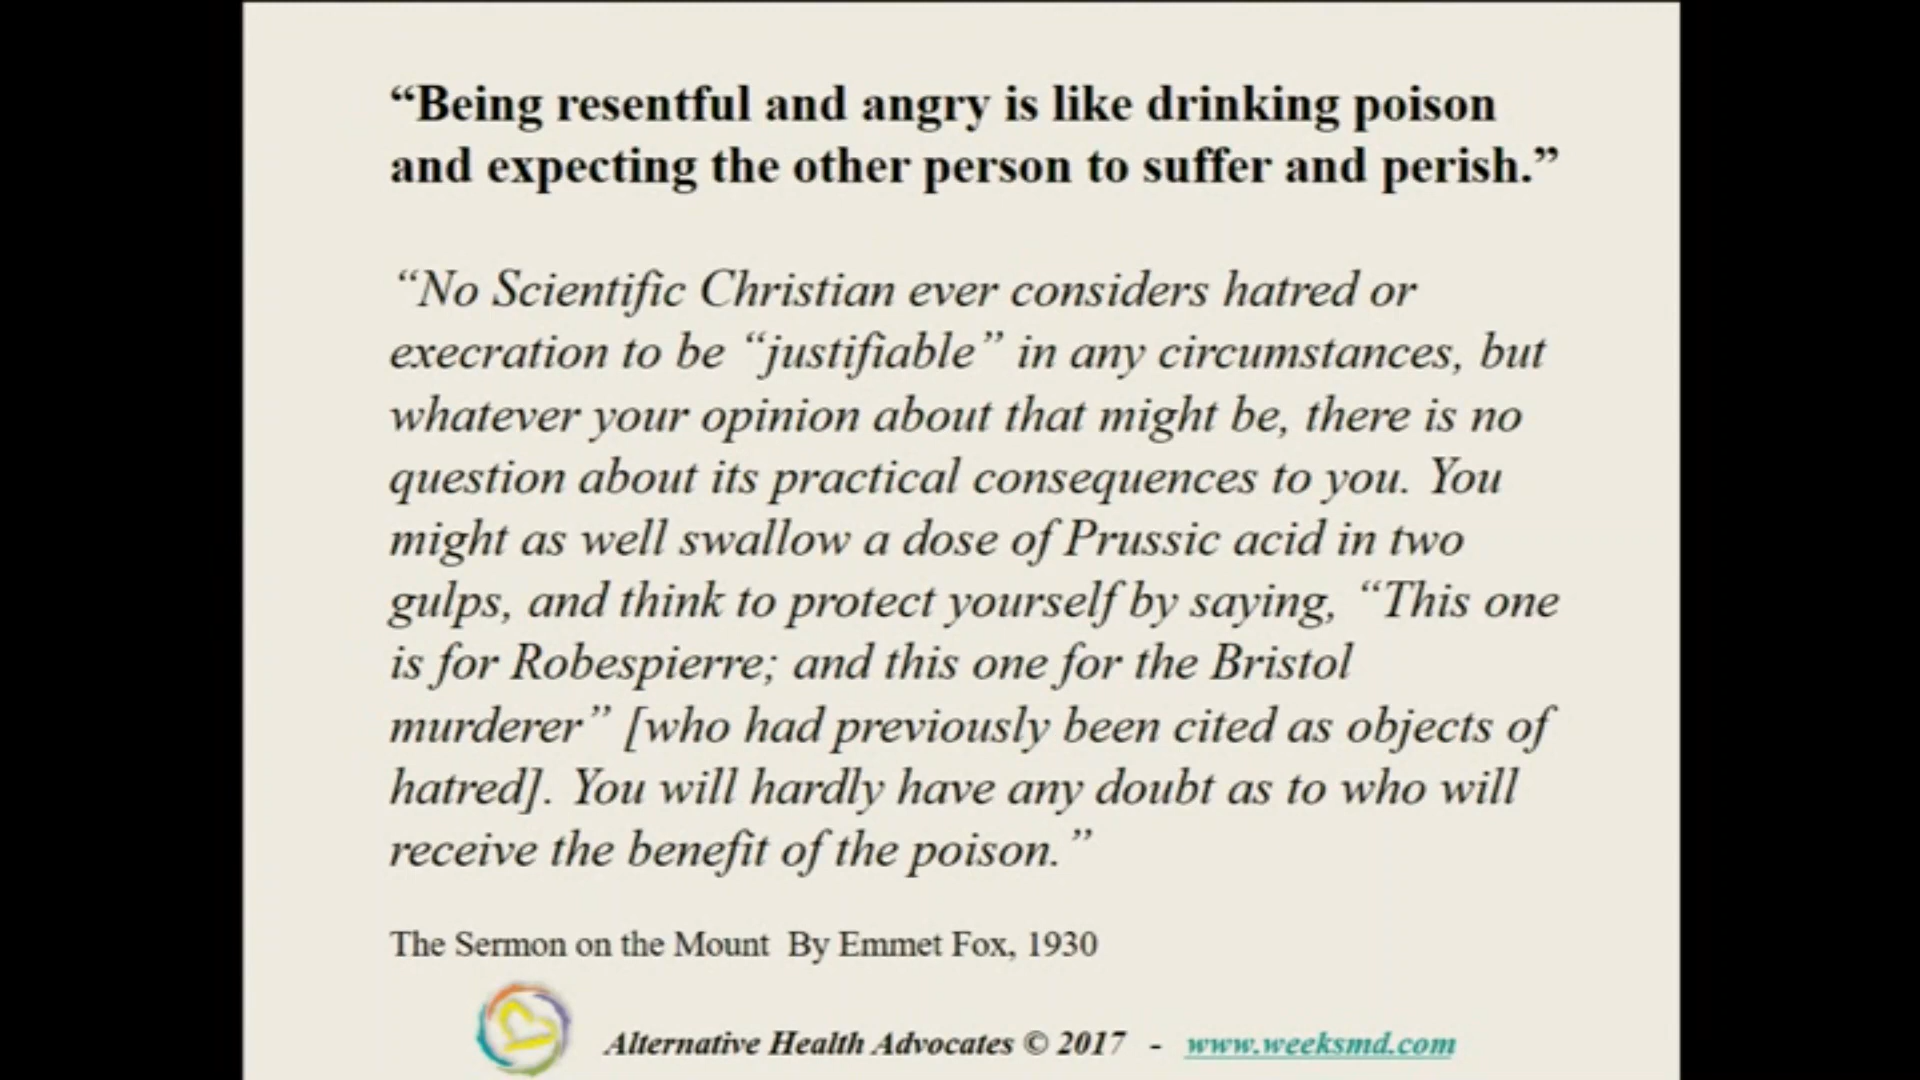 “Being resentful and angry is like drinking poison
and expecting the other person to suffer and perish.”
“No Scientific Christian ever considers hatred or
execration to be “justifiable” in any circumstances, but
whatever your opinion about that might be, there is no
question about its practical consequences to you. You
might as well swallow a dose of Prussic acid in two
gulps, and think to protect yourself by saying, “This one
is for Robespierre; and this one for the Bristol
murderer” [who had previously been cited as objects of
hatred]. You will hardly have any doubt as to who will
receive the benefit of the poison.”
The Sermon on the Mount By Emmet Fox, 1930
Alternative Health Advocates © 2017 - www.weeksmd.com